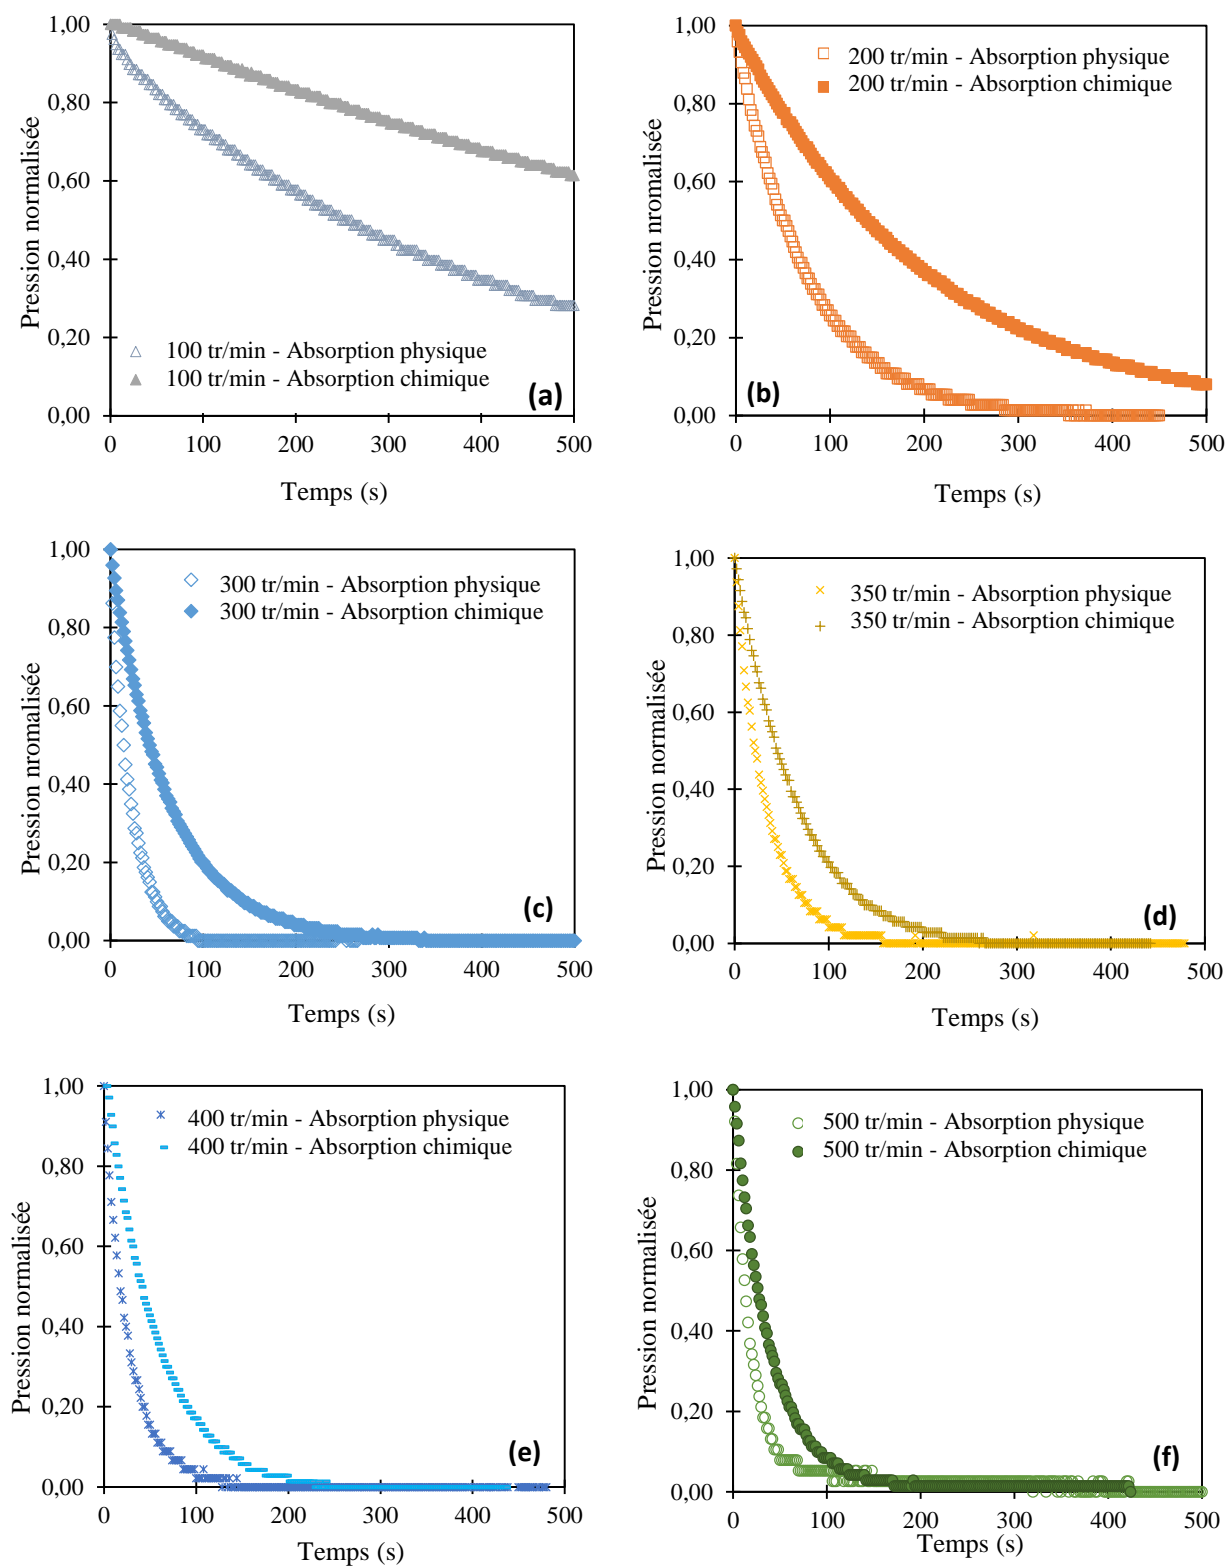 1,00
0,80
0,60
0,40
0,20
0,00
Pression normalisée
100 tr/min - Absorption physique
100 tr/min - Absorption chimique
(a)
0 100 200 300 400 500
Temps (s)
1,00
0,80
0,60
0,40
0,20
0,00
Pression nromalisée
200 tr/min - Absorption physique
200 tr/min - Absorption chimique
(b)
0 100 200 300 400 500
Temps (s)
1,00
0,80
0,60
0,40
0,20
0,00
Pression nromalisée
300 tr/min - Absorption physique
300 tr/min - Absorption chimique
(c)
0 100 200 300 400 500
Temps (s)
1,00
0,80
0,60
0,40
0,20
0,00
Pression normalisée
350 tr/min - Absorption physique
350 tr/min - Absorption chimique
(d)
0 100 200 300 400 500
Temps (s)
1,00
0,80
0,60
0,40
0,20
0,00
Pression normalisée
400 tr/min - Absorption physique
400 tr/min - Absorption chimique
(e)
0 100 200 300 400 500
Temps (s)
1,00
0,80
0,60
0,40
0,20
0,00
Pression normalisée
500 tr/min - Absorption physique
500 tr/min - Absorption chimique
(f)
0 100 200 300 400 500
Temps (s)